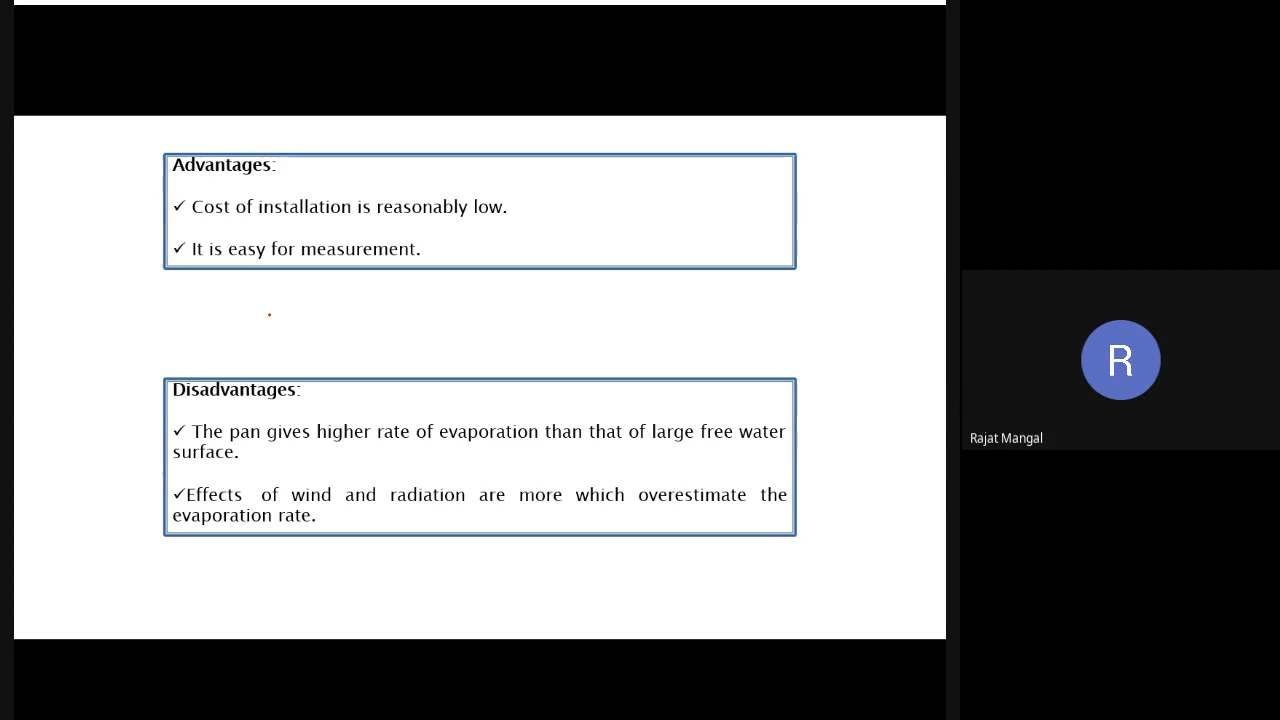 Advantages:
✓ Cost of installation is reasonably low.
✓ It is easy for measurement.
Disadvantages:
✓ The pan gives higher rate of evaporation than that of large free water
surface.
✓Effects of wind and radiation are more which overestimate the
evaporation rate.
R
Rajat Mangal